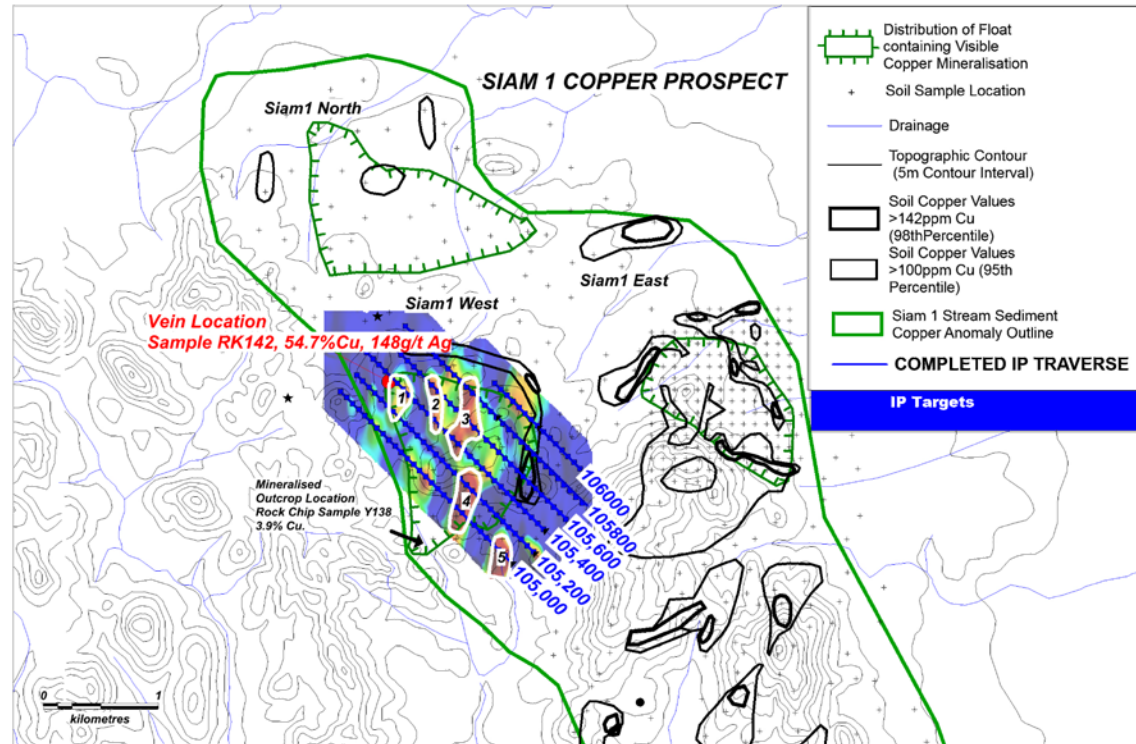 SIAM 1 COPPER PROSPECT
Siam1 North
Siam1 East
Siam1 West
Vein Location
Sample RK142, 54.7%Cu, 148g/t Ag
1
2
3
4
5
Mineralised
Outcrop Location
Rock Chip Sample Y138
3.9% Cu.
106000
105800
105,600
105,400
105,200
105,000
0 1
kilometres
Distribution of Float
containing Visible
Copper Mineralisation
Soil Sample Location
Drainage
Topographic Contour
(5m Contour Interval)
Soil Copper Values
>142ppm Cu
(98thPercentile)
Soil Copper Values
>100ppm Cu (95th
Percentile)
Siam 1 Stream Sediment
Copper Anomaly Outline
COMPLETED IP TRAVERSE
IP Targets